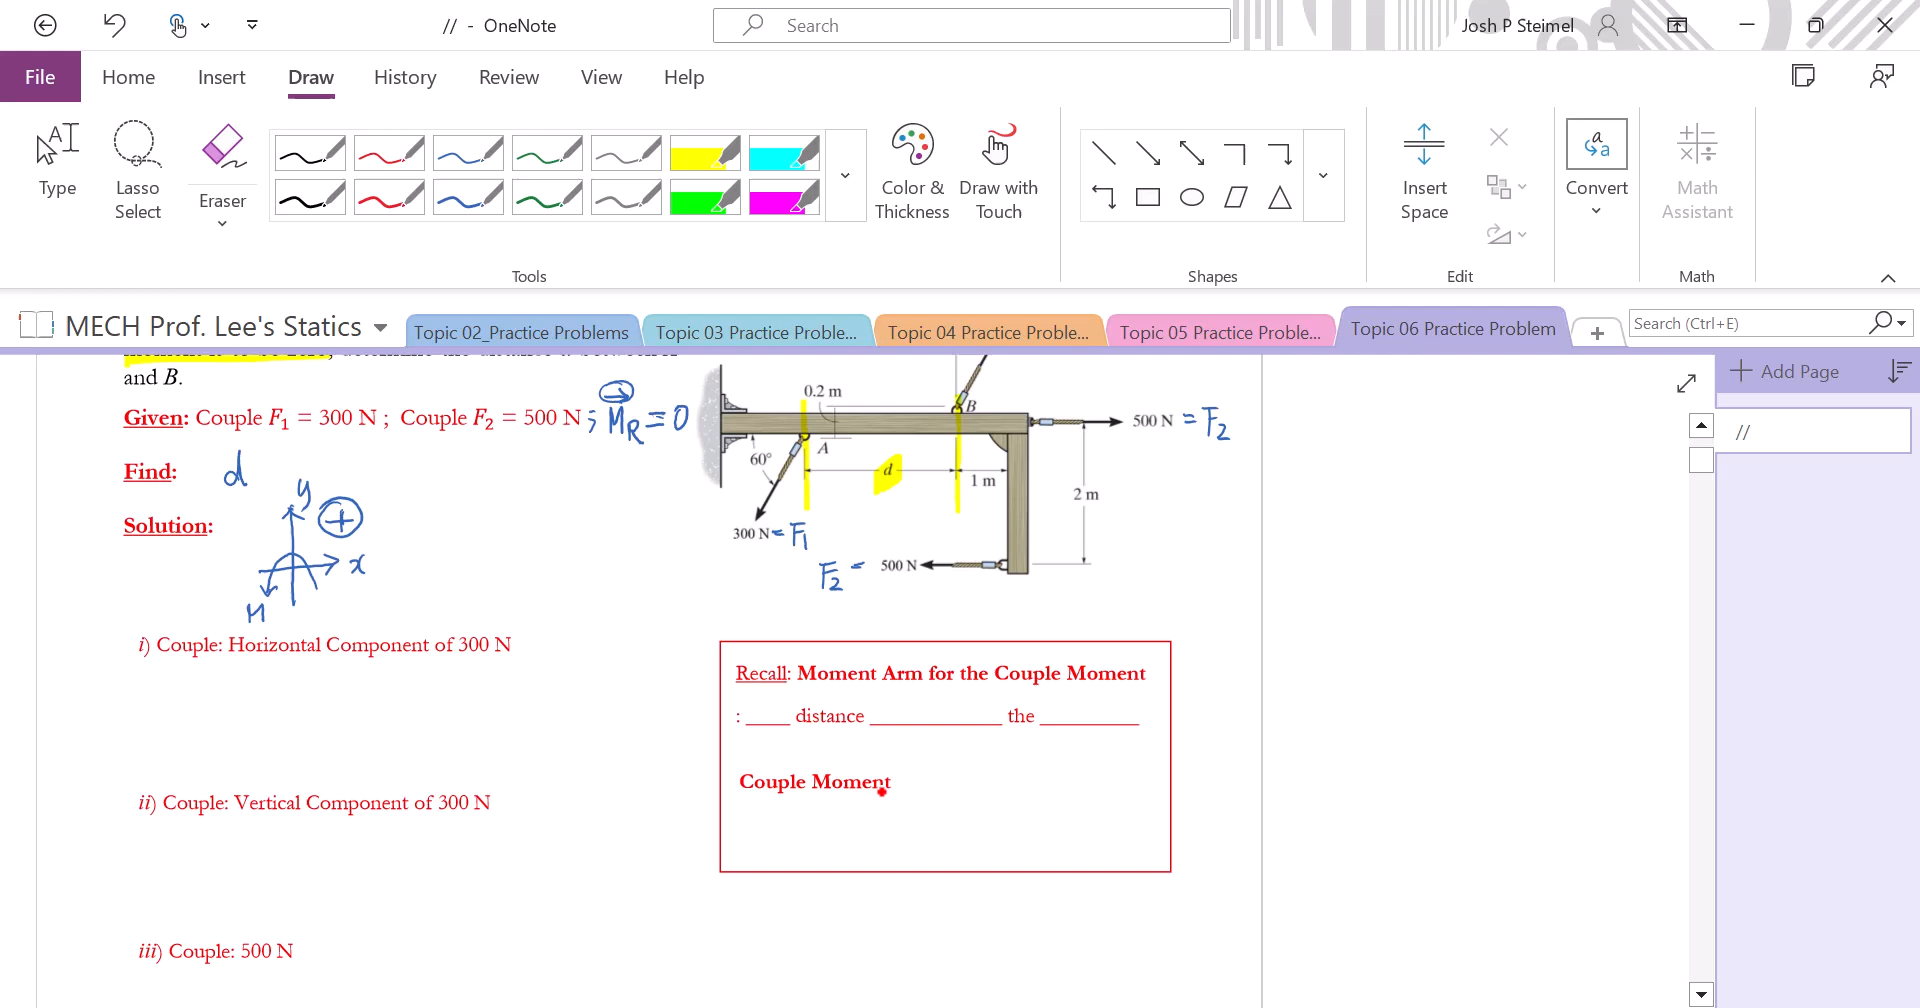 // - OneNote
Search
Josh P Steimel
File
Home
Insert
Draw
History
Review
View
Help
Type
Lasso
Select
Eraser
Color &
Thickness
Draw with
Touch
Insert
Space
Convert
Math
Assistant
Tools
Shapes
Edit
Math
MECH Prof. Lee's Statics
Topic 02_Practice Problems
Topic 03 Practice Proble...
Topic 04 Practice Proble...
Topic 05 Practice Proble...
Topic 06 Practice Problem
+
Search (Ctrl+E)
Add Page
//
and B.
Given: Couple F₁ = 300 N ; Couple F₂ = 500 N ; M_R = 0
Find: d
Solution:
y
+
x
M
0.2 m
B
500 N = F₂
60°
A
d
1 m
2 m
300 N = F₁
F₂ = 500 N
i) Couple: Horizontal Component of 300 N
Recall: Moment Arm for the Couple Moment
: ____ distance ____________ the _________
Couple Moment
ii) Couple: Vertical Component of 300 N
iii) Couple: 500 N